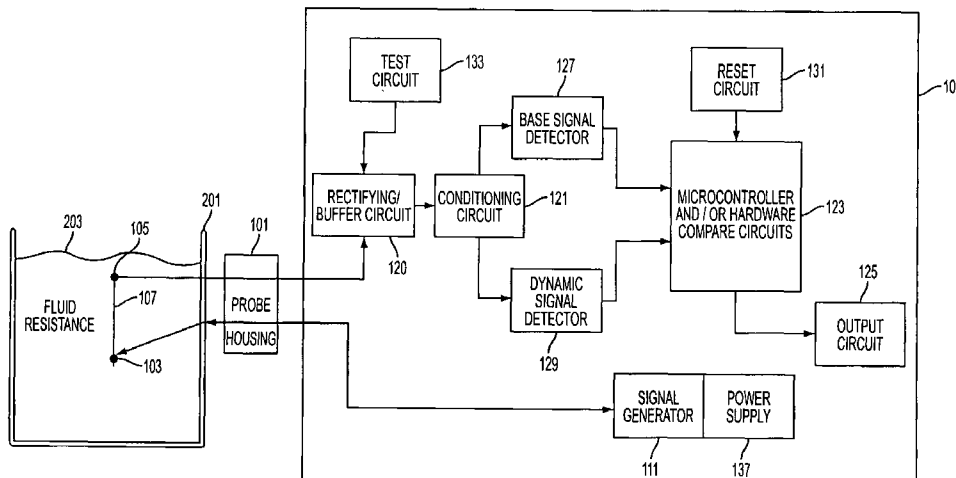 TEST
CIRCUIT
133
127
BASE SIGNAL
DETECTOR
RESET
CIRCUIT
131
10
RECTIFYING/
BUFFER CIRCUIT
120
CONDITIONING
CIRCUIT
121
MICROCONTROLLER
AND / OR HARDWARE
COMPARE CIRCUITS
123
203
105
201
101
FLUID
RESISTANCE
107
103
PROBE
HOUSING
DYNAMIC
SIGNAL
DETECTOR
129
125
OUTPUT
CIRCUIT
SIGNAL
GENERATOR
111
POWER
SUPPLY
137